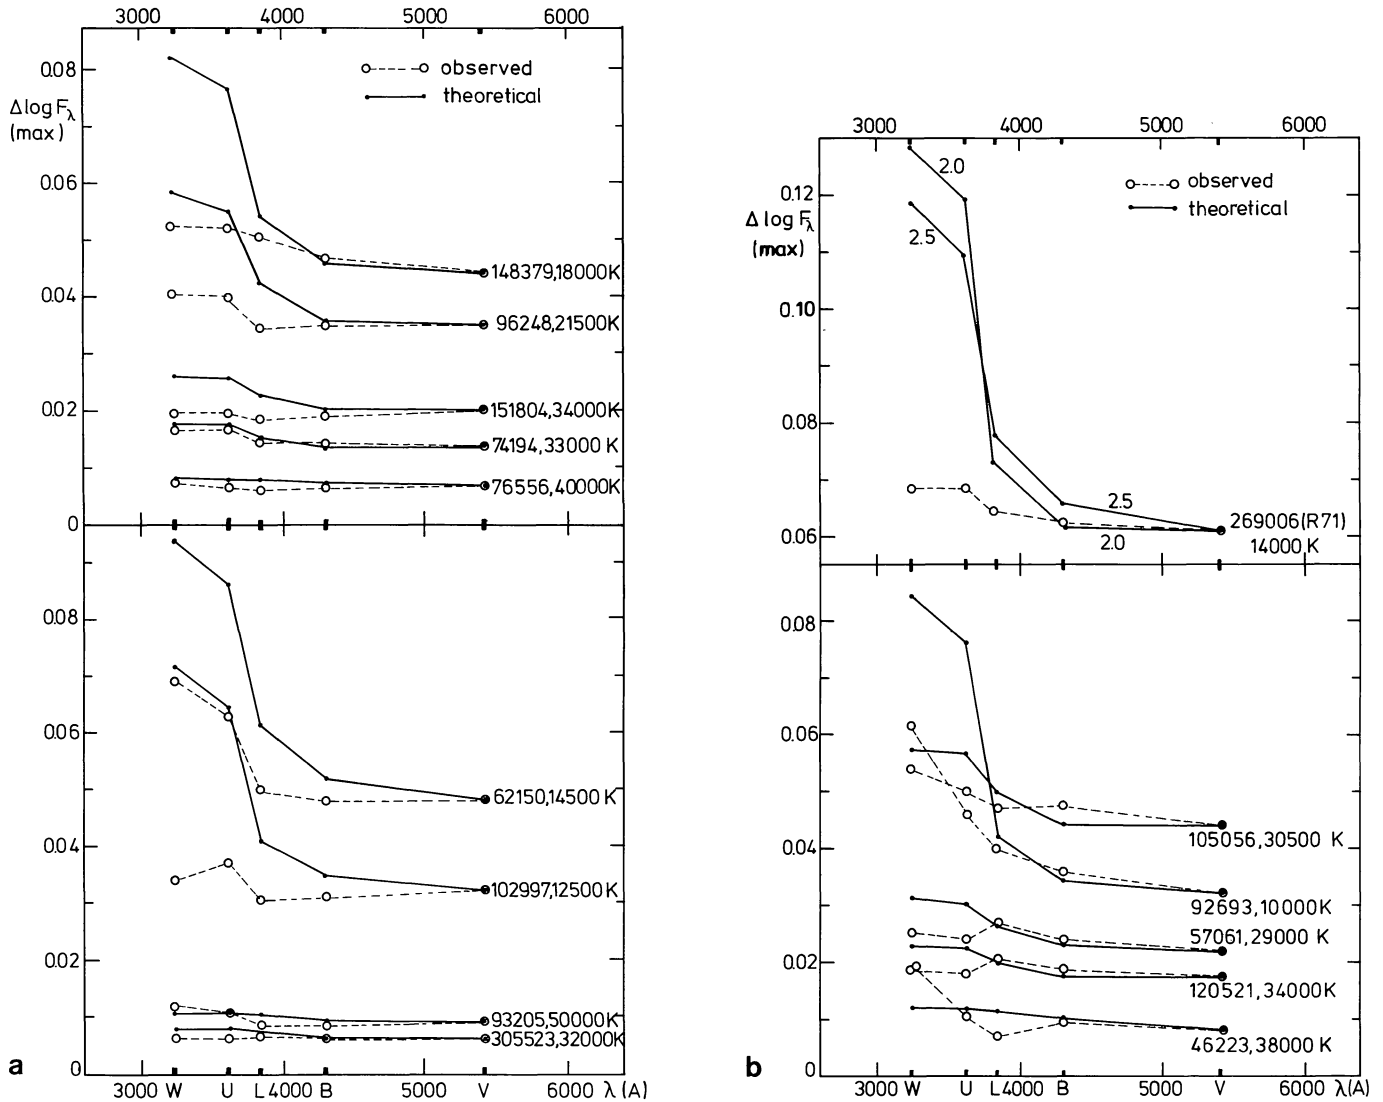 3000 4000 5000 6000
0.08
Δ log Fλ
(max)
0.06
0.04
0.02
0
observed
theoretical
148379,18000K
96248,21500K
151804,34000K
74194,33000 K
76556,40000K
0.08
0.06
0.04
0.02
0
62150,14500 K
102997,12500K
93205,50000K
305523,32000K
a
3000 W U L 4000 B 5000 V 6000 λ(A)
3000 4000 5000 6000
0.12
Δ log Fλ
(max)
0.10
0.08
0.06
observed
theoretical
2.0
2.5
2.5
2.0
269006(R71)
14000 K
0.08
0.06
0.04
0.02
0
105056,30500 K
92693,10000K
57061,29000 K
120521,34000K
46223,38000 K
b
3000 W U L 4000 B 5000 V 6000 λ(A)